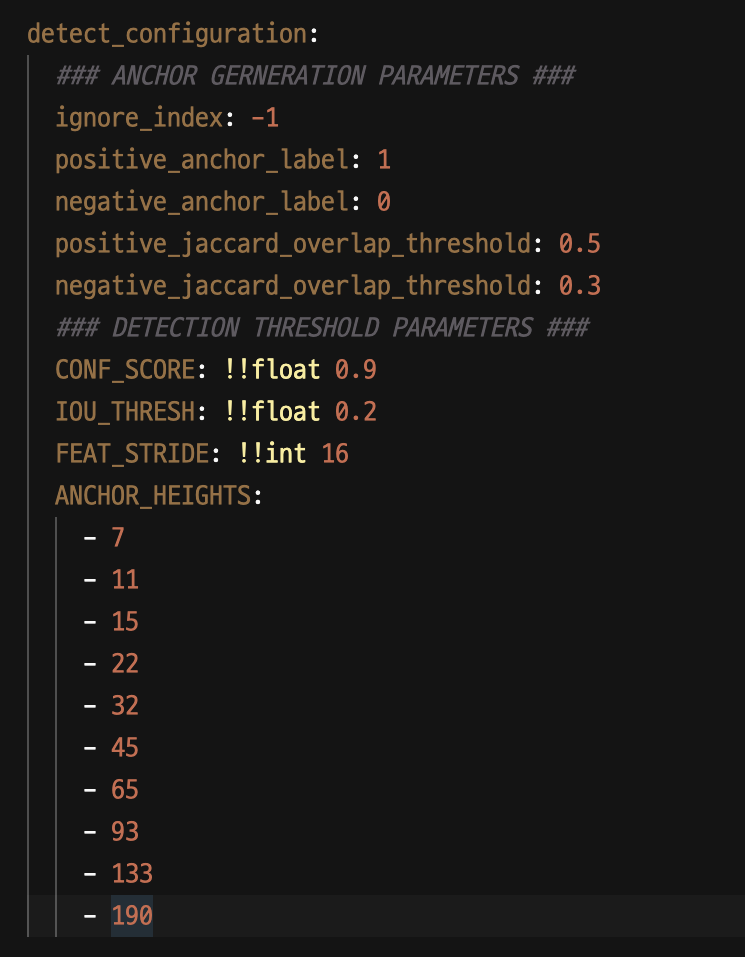 detect_configuration:
### ANCHOR GERNERATION PARAMETERS ###
ignore_index: -1
positive_anchor_label: 1
negative_anchor_label: 0
positive_jaccard_overlap_threshold: 0.5
negative_jaccard_overlap_threshold: 0.3
### DETECTION THRESHOLD PARAMETERS ###
CONF_SCORE: !!float 0.9
IOU_THRESH: !!float 0.2
FEAT_STRIDE: !!int 16
ANCHOR_HEIGHTS:
- 7
- 11
- 15
- 22
- 32
- 45
- 65
- 93
- 133
- 190